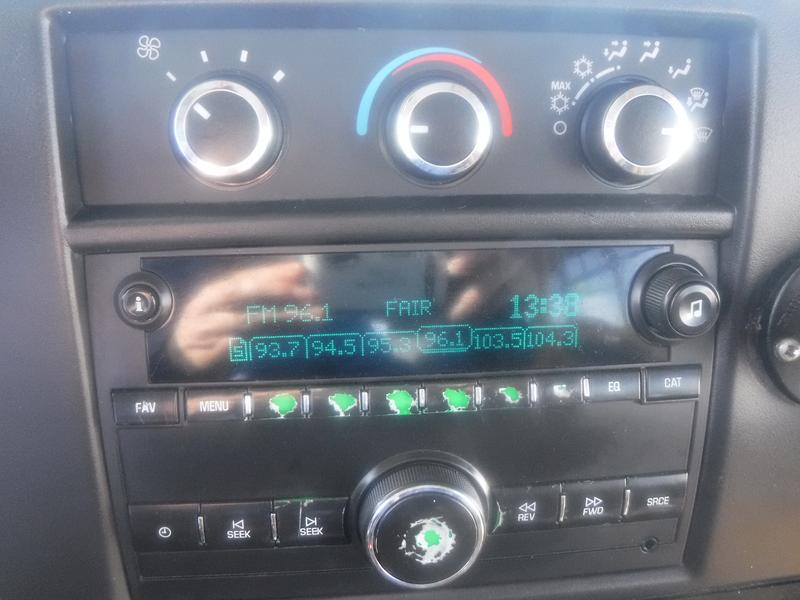 MAX
FM 96.1 FAIR 13:38
5 93.7 94.5 95.3 96.1 103.5 104.3
FAV MENU EQ CAT
SEEK SEEK REV FWD SRCE